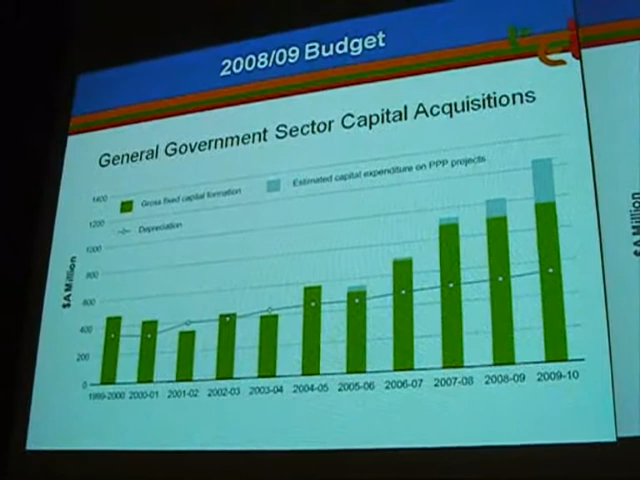 2008/09 Budget
General Government Sector Capital Acquisitions
Gross fixed capital formation
Estimated capital expenditure on PPP projects
Depreciation
$A Million
1400
1200
1000
800
600
400
200
0
1999-2000 2000-01 2001-02 2002-03 2003-04 2004-05 2005-06 2006-07 2007-08 2008-09 2009-10
$A Million